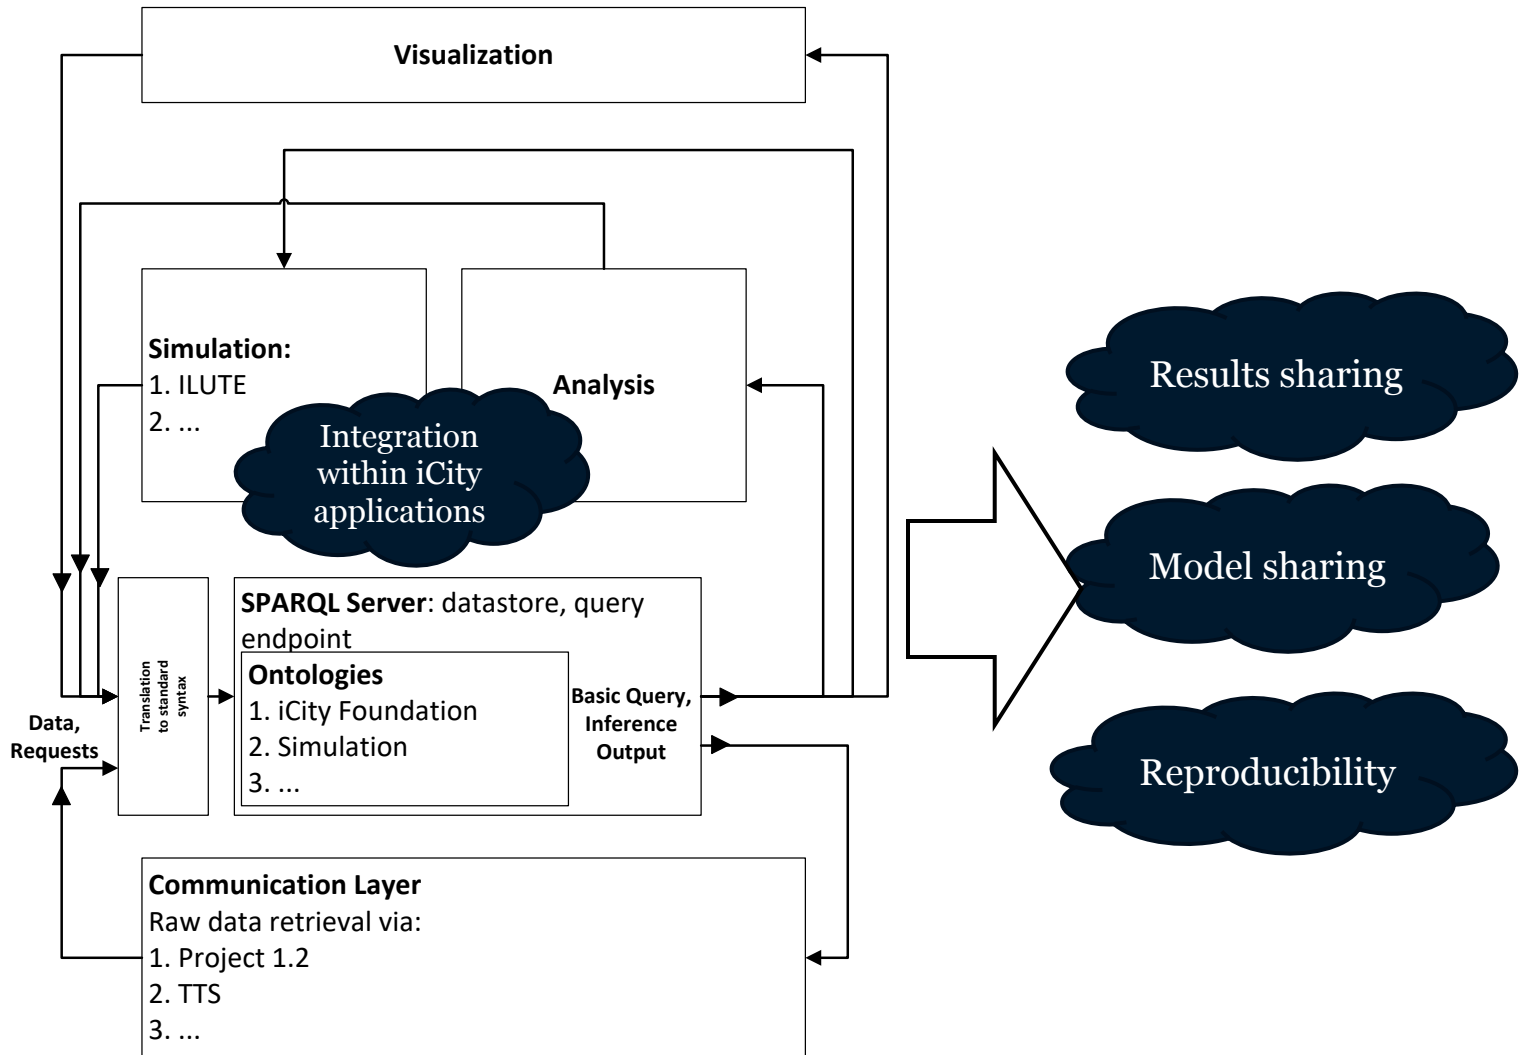 Visualization
Simulation:
1. ILUTE
2. ...
Analysis
Integration
within iCity
applications
Translation
to standard
syntax
SPARQL Server: datastore, query
endpoint
Ontologies
1. iCity Foundation
2. Simulation
3. ...
Basic Query,
Inference
Output
Data,
Requests
Communication Layer
Raw data retrieval via:
1. Project 1.2
2. TTS
3. ...
Results sharing
Model sharing
Reproducibility